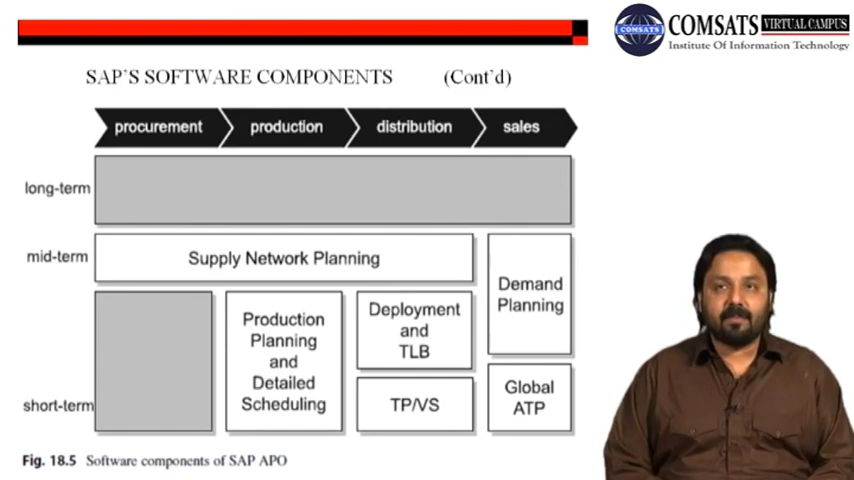 COMSATS
COMSATS VIRTUAL CAMPUS
Institute Of Information Technology
SAP'S SOFTWARE COMPONENTS (Cont'd)
procurement production distribution sales
long-term
mid-term
Supply Network Planning
Demand
Planning
Production
Planning
and
Detailed
Scheduling
Deployment
and
TLB
short-term
TP/VS
Global
ATP
Fig. 18.5 Software components of SAP APO